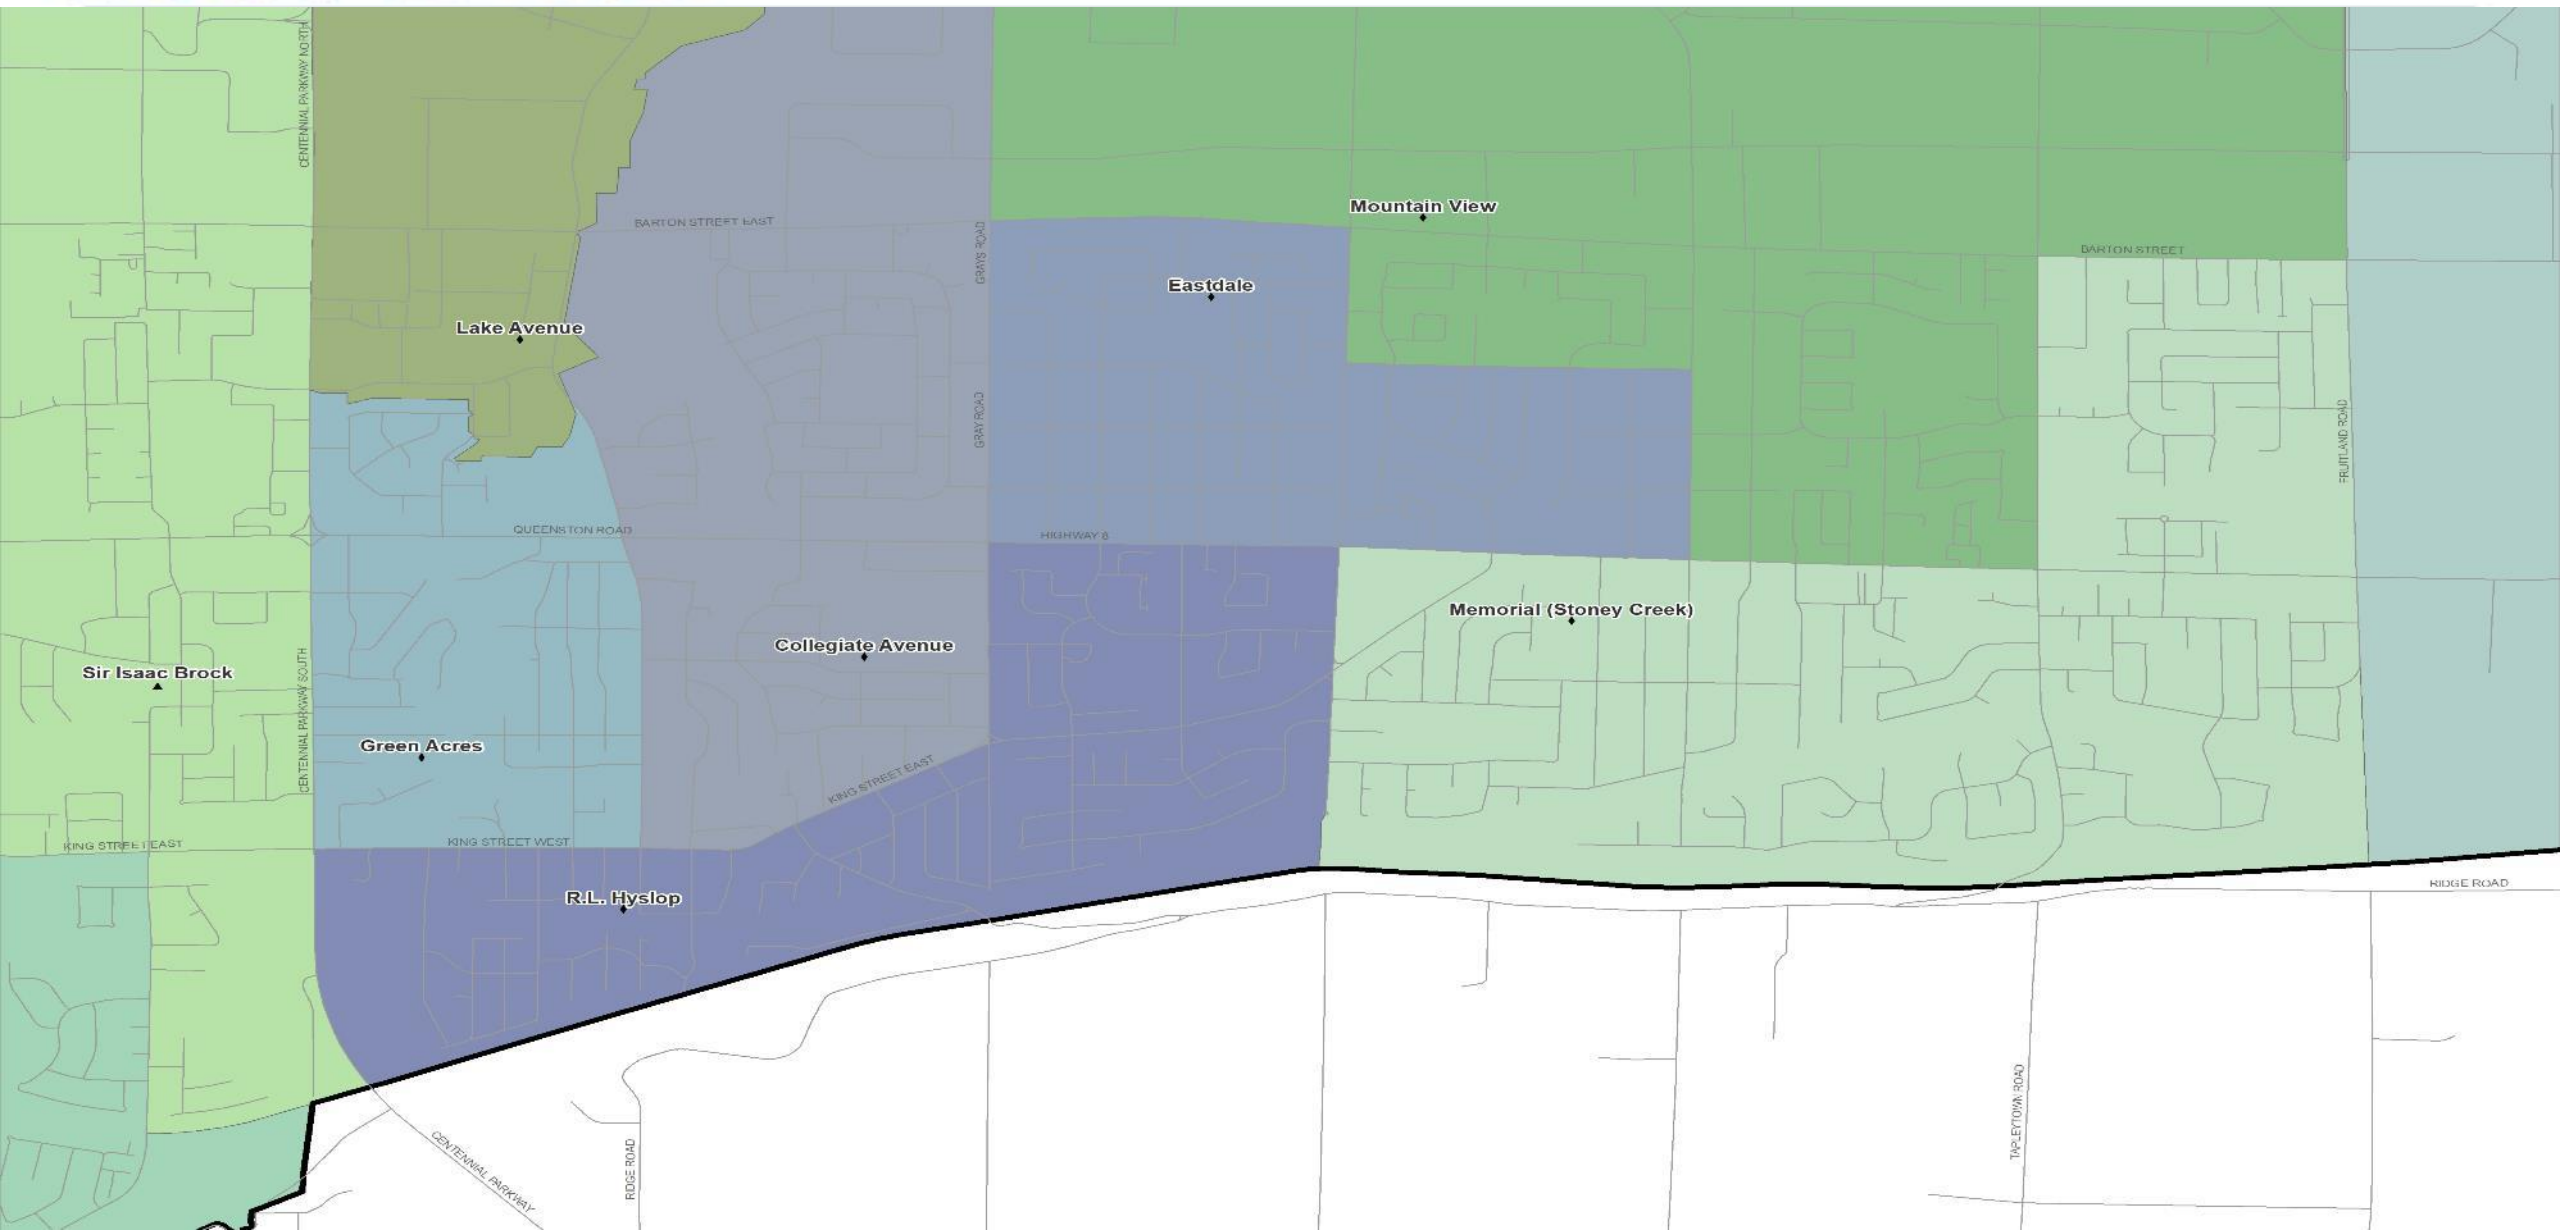 CENTENNIAL PARKWAY NORTH
Mountain View
BARTON STREET EAST
GRAYS ROAD
BARTON STREET
Eastdale
Lake Avenue
GRAY ROAD
FRUITLAND ROAD
QUEENSTON ROAD
HIGHWAY 8
Memorial (Stoney Creek)
Collegiate Avenue
Sir Isaac Brock
CENTENNIAL PARKWAY SOUTH
Green Acres
KING STREET EAST
KING STREET EAST
KING STREET WEST
RIDGE ROAD
R.L. Hyslop
TAPLEYTOWN ROAD
CENTENNIAL PARKWAY
RIDGE ROAD